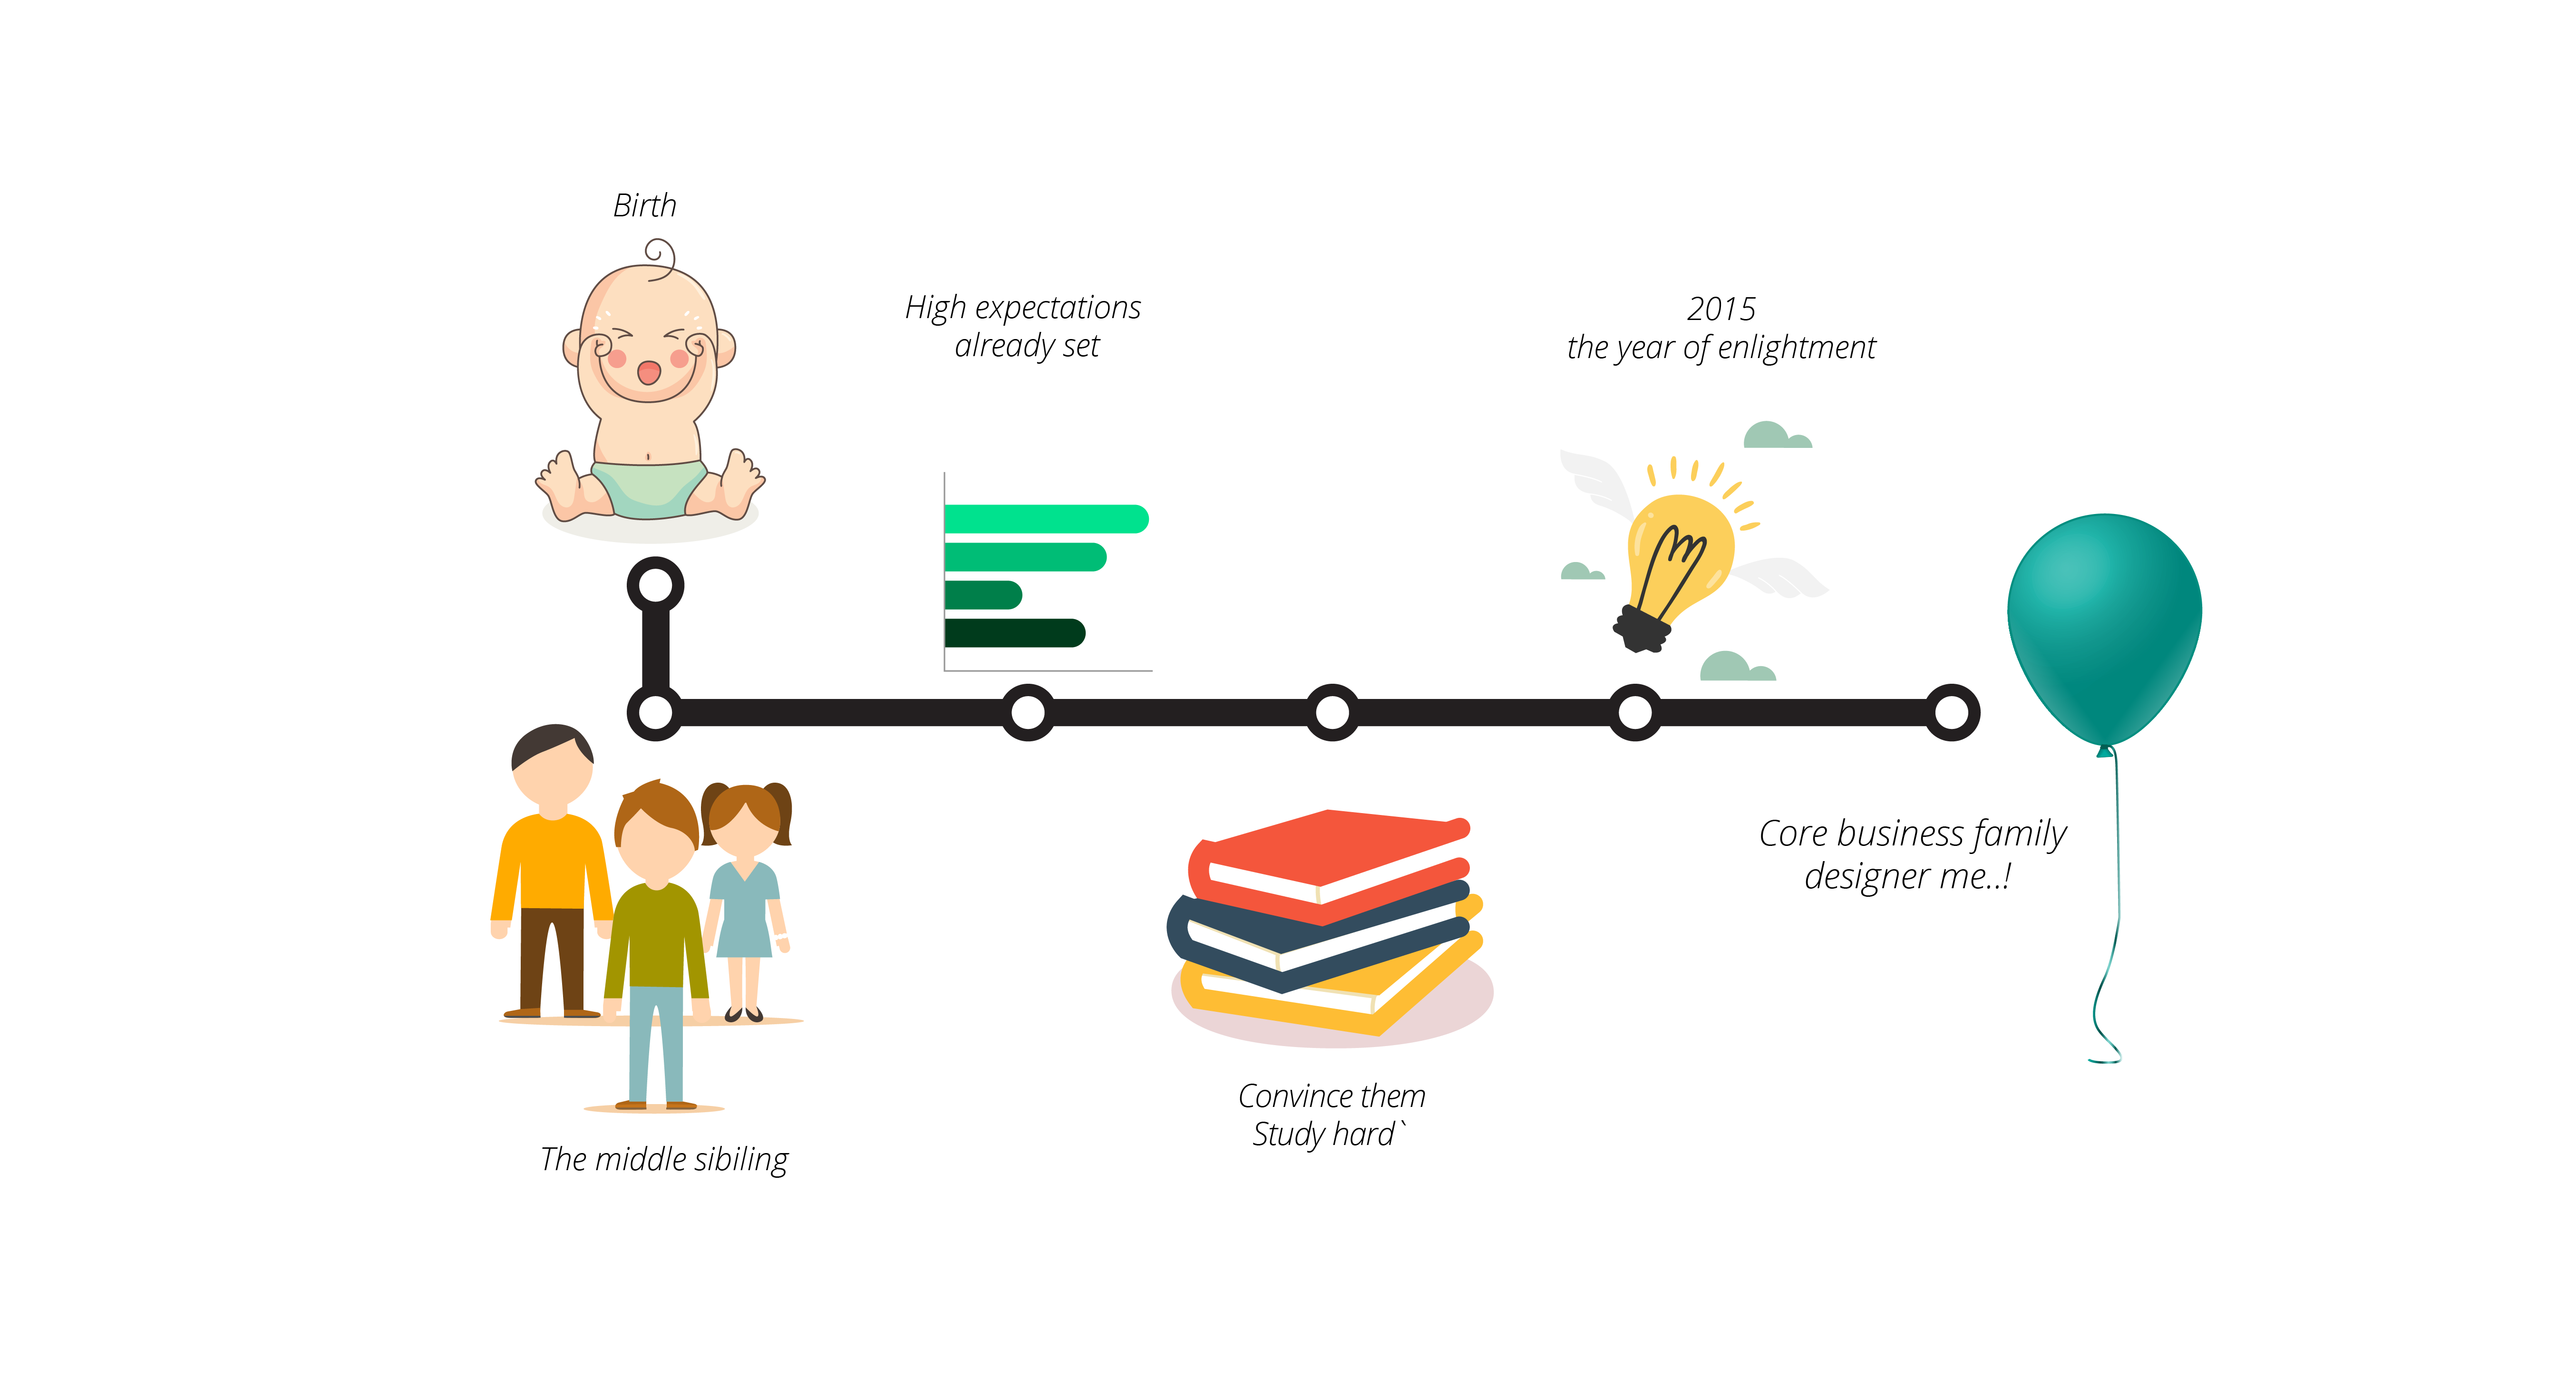 Birth
The middle sibiling
High expectations
already set
Convince them
Study hard`
2015
the year of enlightment
Core business family
designer me..!